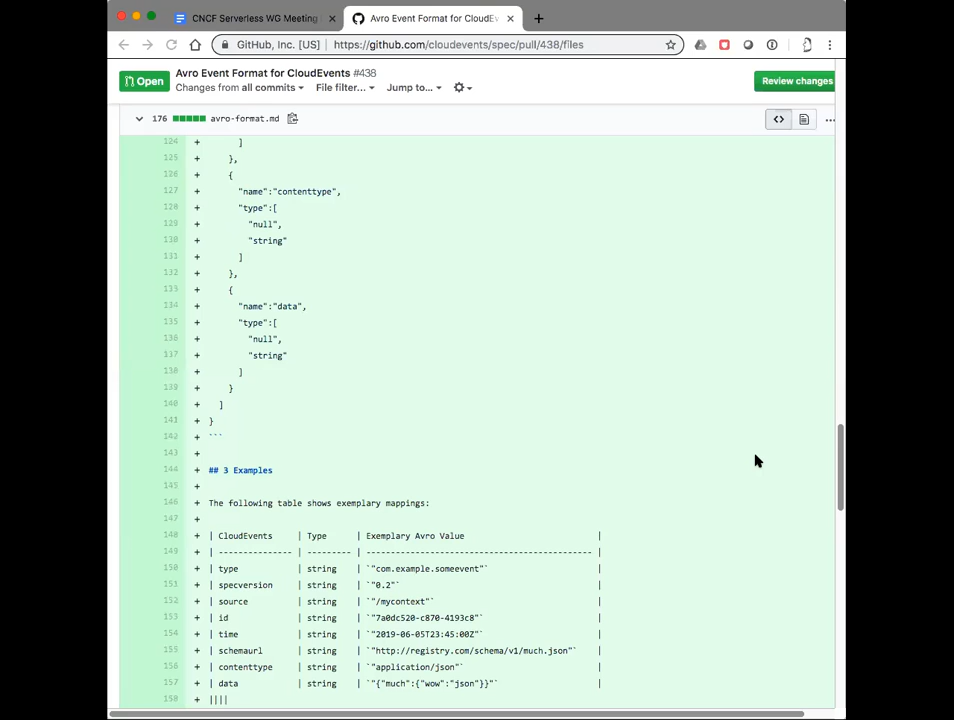 CNCF Serverless WG Meeting
Avro Event Format for CloudEv
GitHub, Inc. [US] | https://github.com/cloudevents/spec/pull/438/files
Open
Avro Event Format for CloudEvents #438
Changes from all commits File filter... Jump to...
Review changes
176 avro-format.md
124 + ]
125 + },
126 + {
127 + "name":"contenttype",
128 + "type":[
129 + "null",
130 + "string"
131 + ]
132 + },
133 + {
134 + "name":"data",
135 + "type":[
136 + "null",
137 + "string"
138 + ]
139 + }
140 + ]
141 + }
142 + ```
143 +
144 + ## 3 Examples
145 +
146 + The following table shows exemplary mappings:
147 +
148 + | CloudEvents | Type | Exemplary Avro Value |
149 + | --------------- | --------- | ------------------------------------------- |
150 + | type | string | `"com.example.someevent"` |
151 + | specversion | string | `"0.2"` |
152 + | source | string | `"/mycontext"` |
153 + | id | string | `"7a0dc520-c870-4193c8"` |
154 + | time | string | `"2019-06-05T23:45:00Z"` |
155 + | schemaurl | string | `"http://registry.com/schema/v1/much.json"` |
156 + | contenttype | string | `"application/json"` |
157 + | data | string | `"{"much":{"wow":"json"}}"` |
158 + ||||